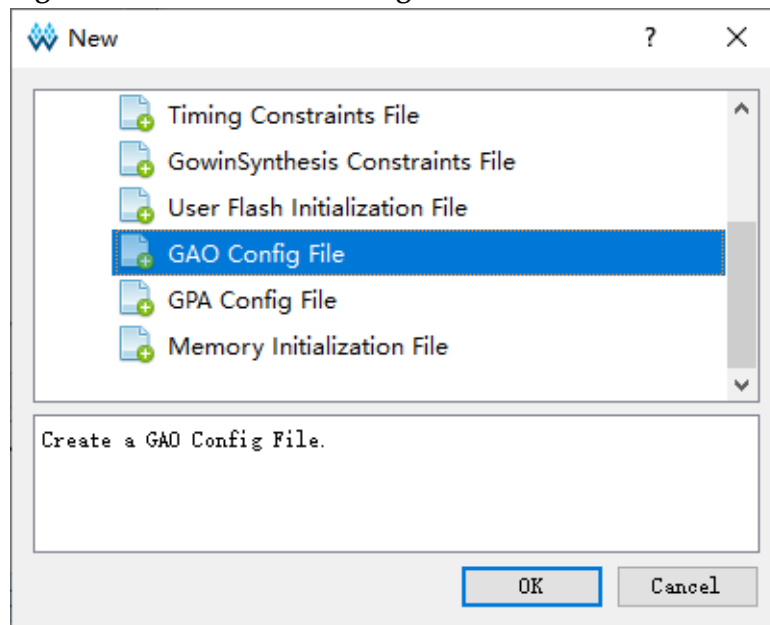 New
?
Timing Constraints File
GowinSynthesis Constraints File
User Flash Initialization File
GAO Config File
GPA Config File
Memory Initialization File
Create a GAO Config File.
OK Cancel